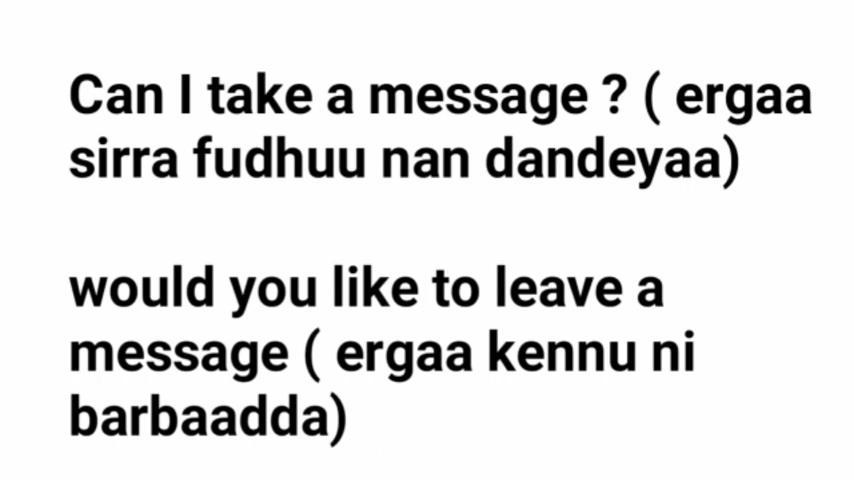 Can I take a message ? ( ergaa
sirra fudhuu nan dandeyaa)
would you like to leave a
message ( ergaa kennu ni
barbaadda)